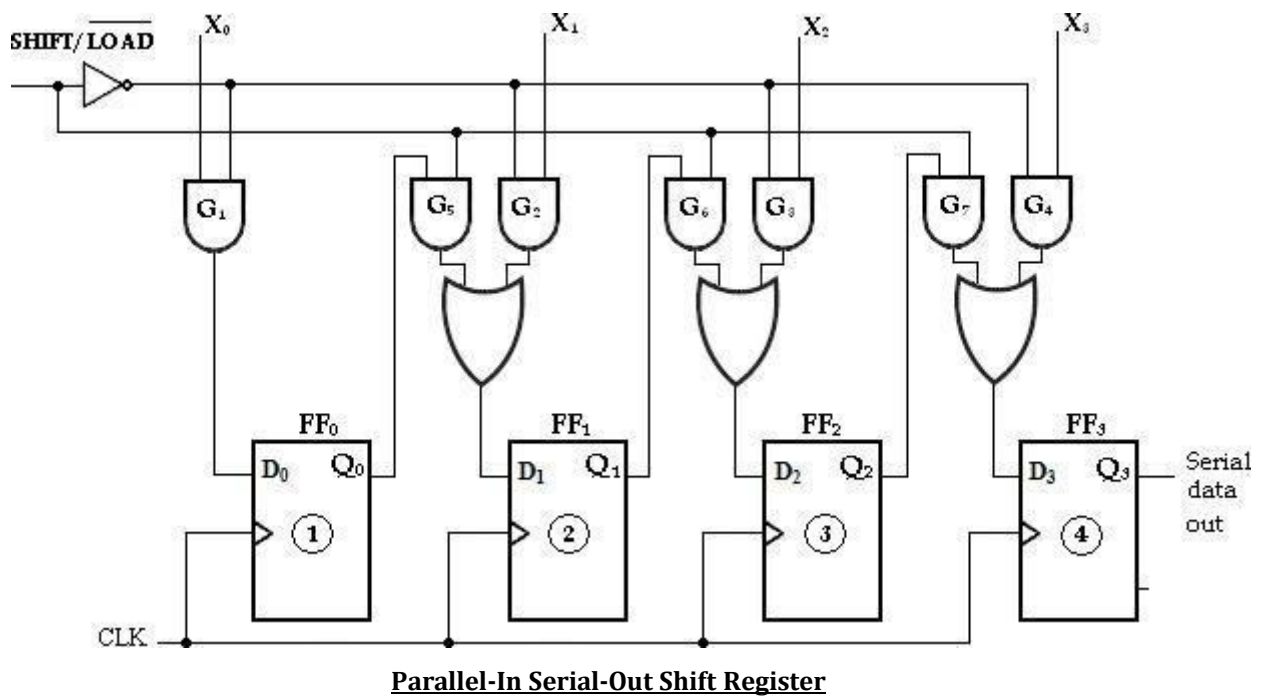 X₀ X₁ X₂ X₃
SHIFT/LOAD
G₁ G₅ G₂ G₆ G₃ G₇ G₄
FF₀ FF₁ FF₂ FF₃
D₀ Q₀ D₁ Q₁ D₂ Q₂ D₃ Q₃
Serial
data
out
1 2 3 4
CLK
Parallel-In Serial-Out Shift Register